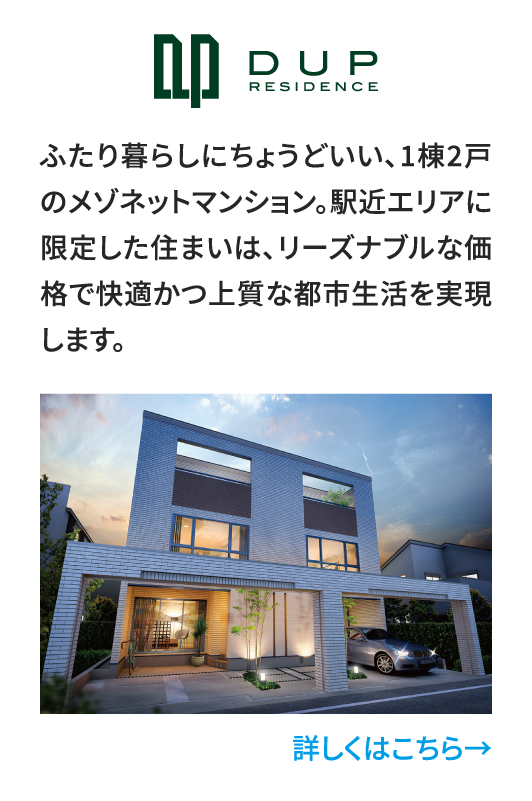 DUP
RESIDENCE
ふたり暮らしにちょうどいい、1棟2戸
のメゾネットマンション。駅近エリアに
限定した住まいは、リーズナブルな価
格で快適かつ上質な都市生活を実現
します。
詳しくはこちら→